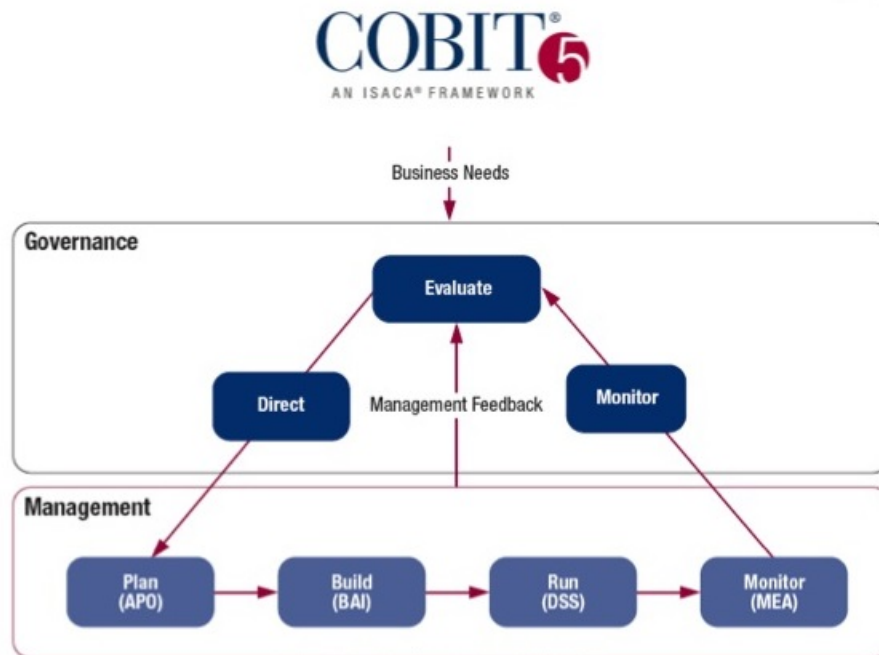 COBIT® 5
AN ISACA® FRAMEWORK
Business Needs
Governance
Evaluate
Direct
Management Feedback
Monitor
Management
Plan
(APO)
Build
(BAI)
Run
(DSS)
Monitor
(MEA)